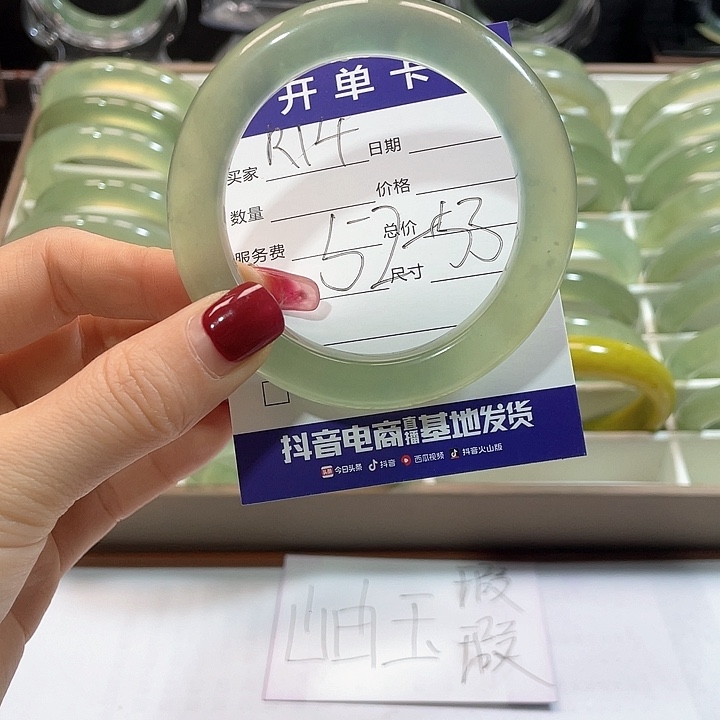 开单卡
买家 R14 日期
数量 价格
服务费 总价
52-53 尺寸
抖音电商直播基地发货
今日头条 抖音 西瓜视频 抖音火山版
岫玉